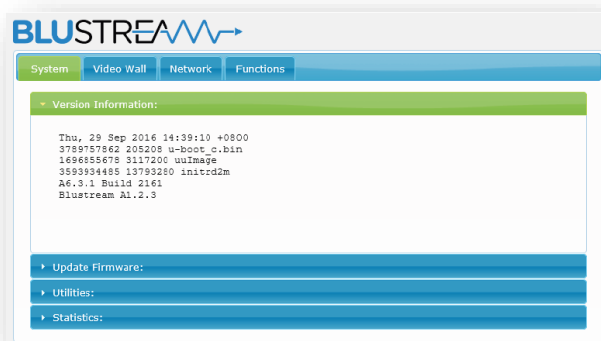 BLUSTREAM
System Video Wall Network Functions
Version Information:
Thu, 29 Sep 2016 14:39:10 +0800
3789757862 205208 u-boot_c.bin
1696855678 3117200 uuImage
3593934485 13793280 initrd2m
A6.3.1 Build 2161
Blustream A1.2.3
Update Firmware:
Utilities:
Statistics: